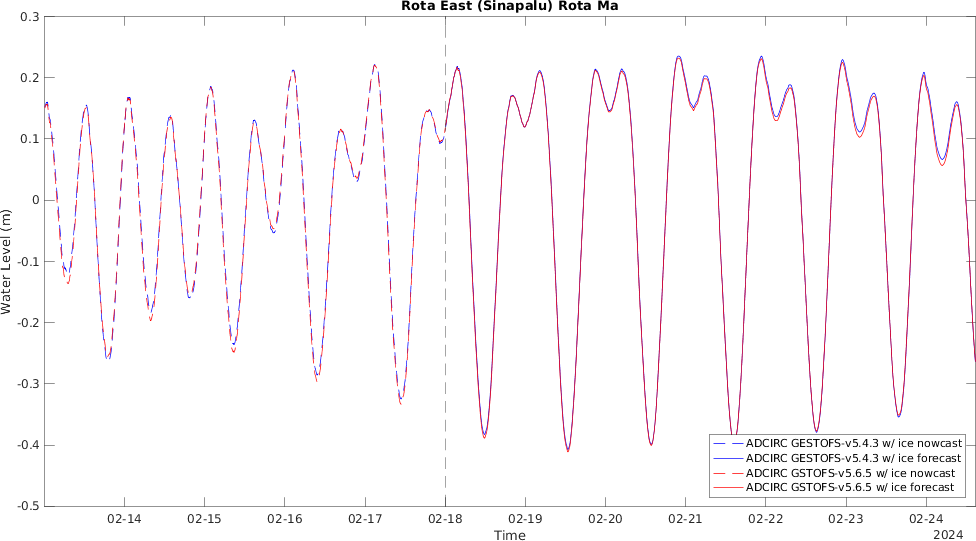 Rota East (Sinapalu) Rota Ma
0.3
0.2
0.1
0
-0.1
-0.2
-0.3
-0.4
-0.5
Water Level (m)
02-14 02-15 02-16 02-17 02-18 02-19 02-20 02-21 02-22 02-23 02-24
Time
2024
ADCIRC GESTOFS-v5.4.3 w/ ice nowcast
ADCIRC GESTOFS-v5.4.3 w/ ice forecast
ADCIRC GSTOFS-v5.6.5 w/ ice nowcast
ADCIRC GSTOFS-v5.6.5 w/ ice forecast